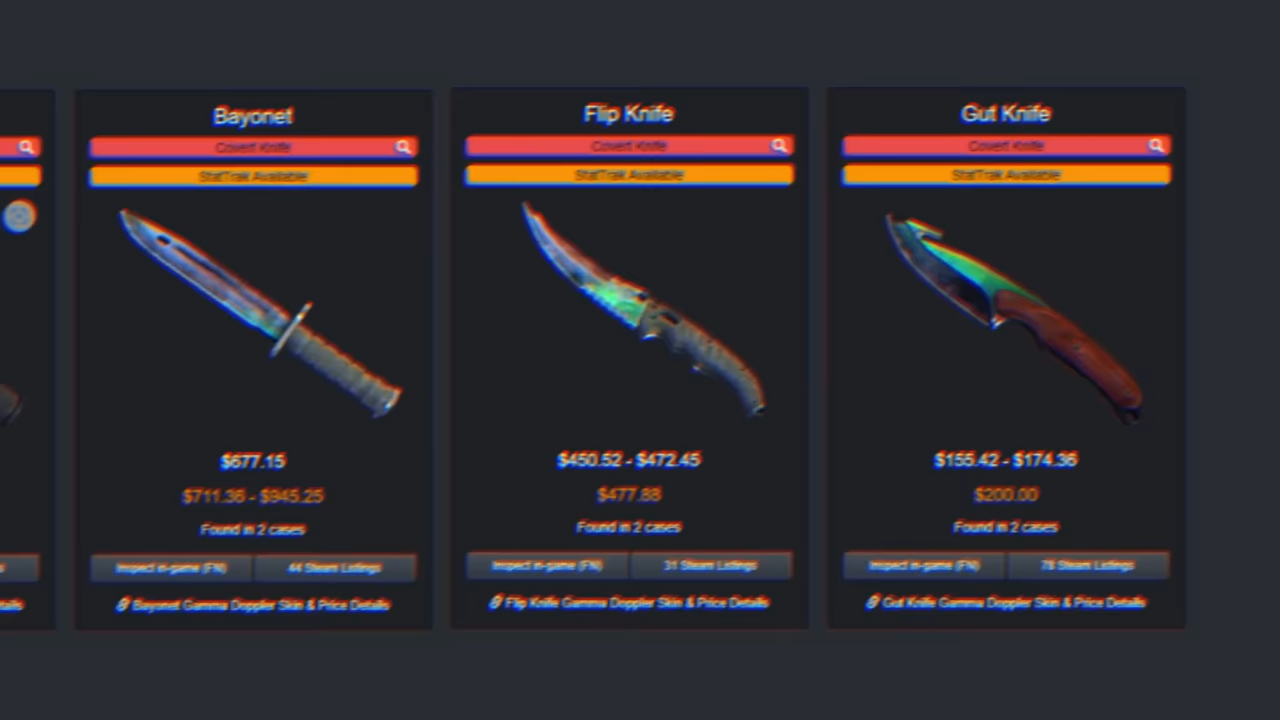 Bayonet
Covert Knife
StatTrak Available
$677.15
$711.36 - $945.25
Found in 2 cases
Inspect in-game (FN)
44 Steam Listings
Bayonet Gamma Doppler Skin & Price Details
Flip Knife
Covert Knife
StatTrak Available
$450.52 - $472.45
$477.88
Found in 2 cases
Inspect in-game (FN)
31 Steam Listings
Flip Knife Gamma Doppler Skin & Price Details
Gut Knife
Covert Knife
StatTrak Available
$155.42 - $174.36
$200.00
Found in 2 cases
Inspect in-game (FN)
78 Steam Listings
Gut Knife Gamma Doppler Skin & Price Details